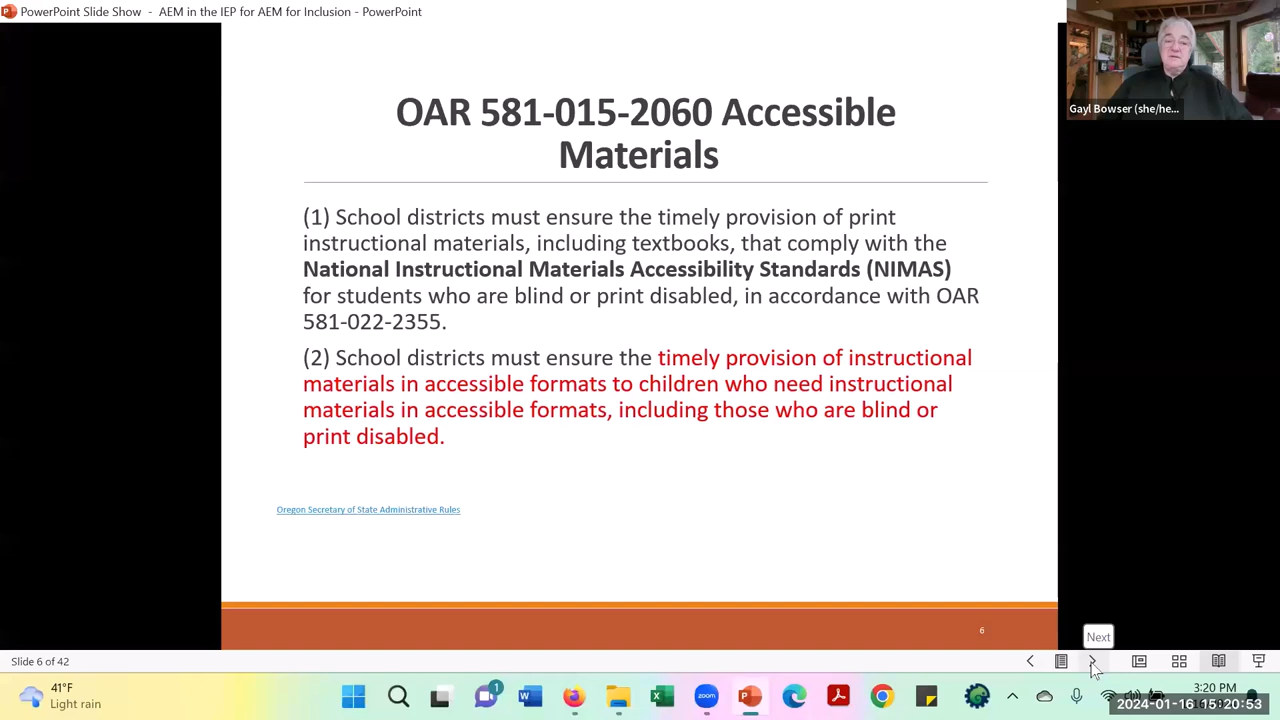 PowerPoint Slide Show - AEM in the IEP for AEM for Inclusion - PowerPoint
Gayl Bowser (she/he...
OAR 581-015-2060 Accessible
Materials
(1) School districts must ensure the timely provision of print
instructional materials, including textbooks, that comply with the
National Instructional Materials Accessibility Standards (NIMAS)
for students who are blind or print disabled, in accordance with OAR
581-022-2355.
(2) School districts must ensure the timely provision of instructional
materials in accessible formats to children who need instructional
materials in accessible formats, including those who are blind or
print disabled.
Oregon Secretary of State Administrative Rules
6
Next
Slide 6 of 42
41°F
Light rain
1
zoom
3:20 PM
2024-01-16 15:20:53